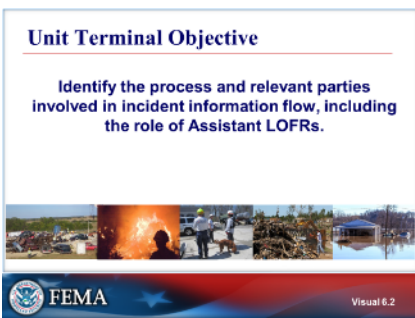 Unit Terminal Objective
Identify the process and relevant parties
involved in incident information flow, including
the role of Assistant LOFRs.
FEMA
Visual 6.2